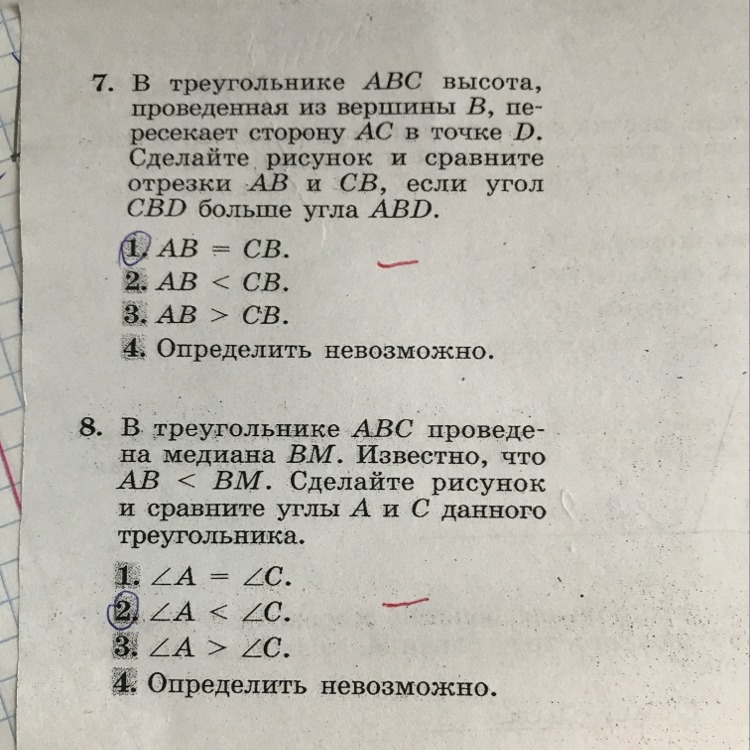 7. В треугольнике ABC высота,
проведенная из вершины B, пе-
ресекает сторону AC в точке D.
Сделайте рисунок и сравните
отрезки AB и CB, если угол
CBD больше угла ABD.
1. AB = CB.
2. AB < CB.
3. AB > CB.
4. Определить невозможно.
8. В треугольнике ABC проведе-
на медиана BM. Известно, что
AB < BM. Сделайте рисунок
и сравните углы A и C данного
треугольника.
1. ∠A = ∠C.
2. ∠A < ∠C.
3. ∠A > ∠C.
4. Определить невозможно.